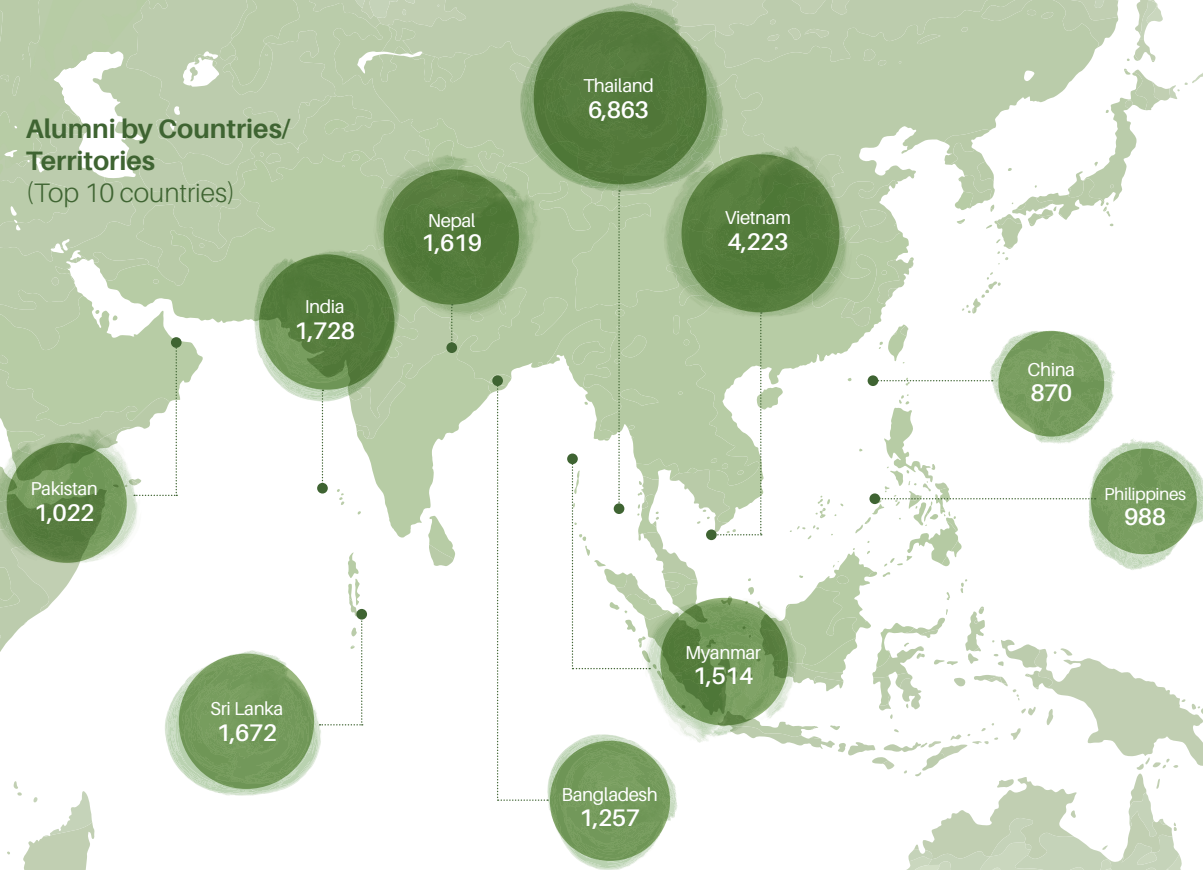 Alumni by Countries/
Territories
(Top 10 countries)
Thailand
6,863
Nepal
1,619
Vietnam
4,223
India
1,728
China
870
Pakistan
1,022
Philippines
988
Myanmar
1,514
Sri Lanka
1,672
Bangladesh
1,257